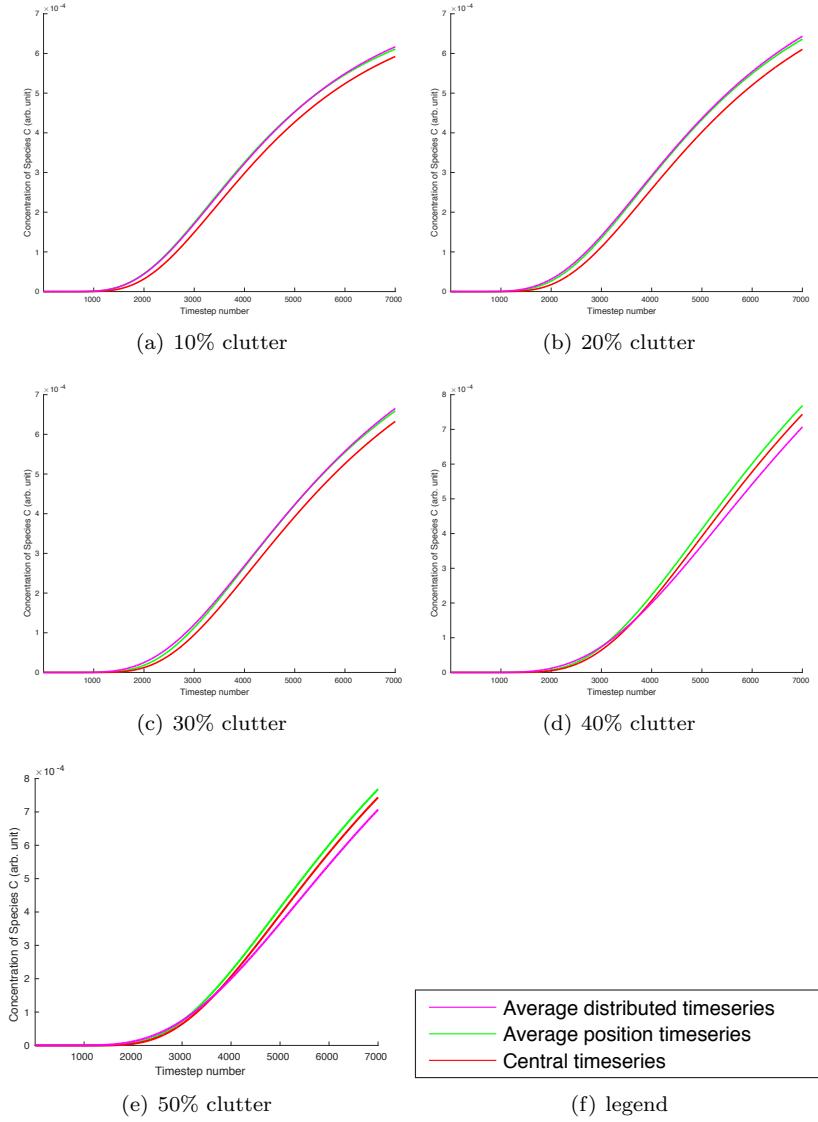 ×10⁻⁴
7
6
5
4
3
2
1
0
Concentration of Species C (arb. unit)
1000 2000 3000 4000 5000 6000 7000
Timestep number
(a) 10% clutter
×10⁻⁴
7
6
5
4
3
2
1
0
Concentration of Species C (arb. unit)
1000 2000 3000 4000 5000 6000 7000
Timestep number
(b) 20% clutter
×10⁻⁴
7
6
5
4
3
2
1
0
Concentration of Species C (arb. unit)
1000 2000 3000 4000 5000 6000 7000
Timestep number
(c) 30% clutter
×10⁻⁴
8
7
6
5
4
3
2
1
0
Concentration of Species C (arb. unit)
1000 2000 3000 4000 5000 6000 7000
Timestep number
(d) 40% clutter
×10⁻⁴
8
7
6
5
4
3
2
1
0
Concentration of Species C (arb. unit)
1000 2000 3000 4000 5000 6000 7000
Timestep number
(e) 50% clutter
Average distributed timeseries
Average position timeseries
Central timeseries
(f) legend